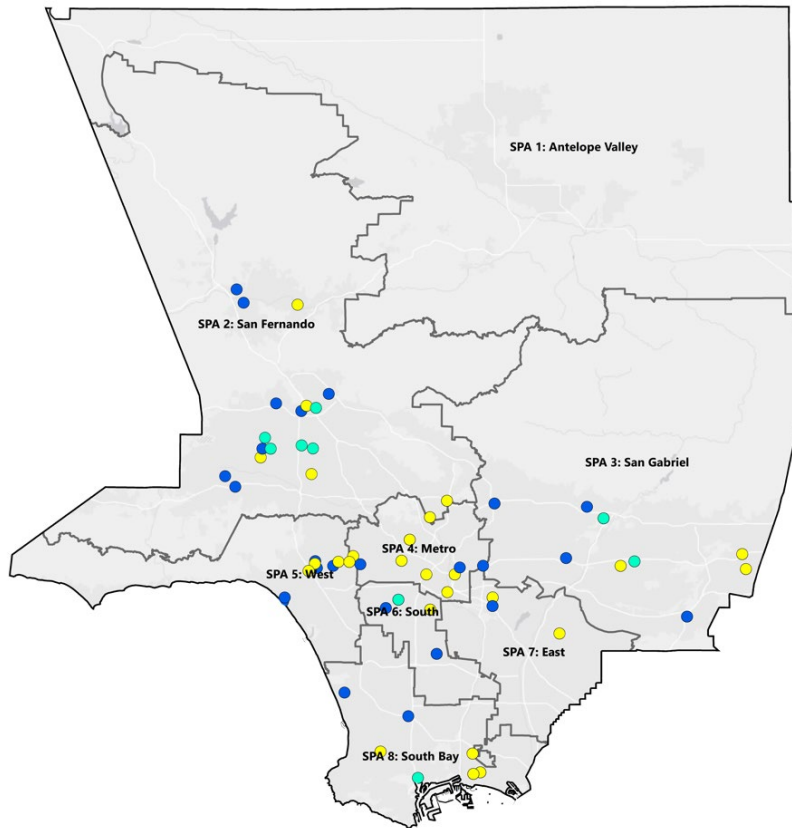 SPA 1: Antelope Valley
SPA 2: San Fernando
SPA 3: San Gabriel
SPA 4: Metro
SPA 5: West
SPA 6: South
SPA 7: East
SPA 8: South Bay